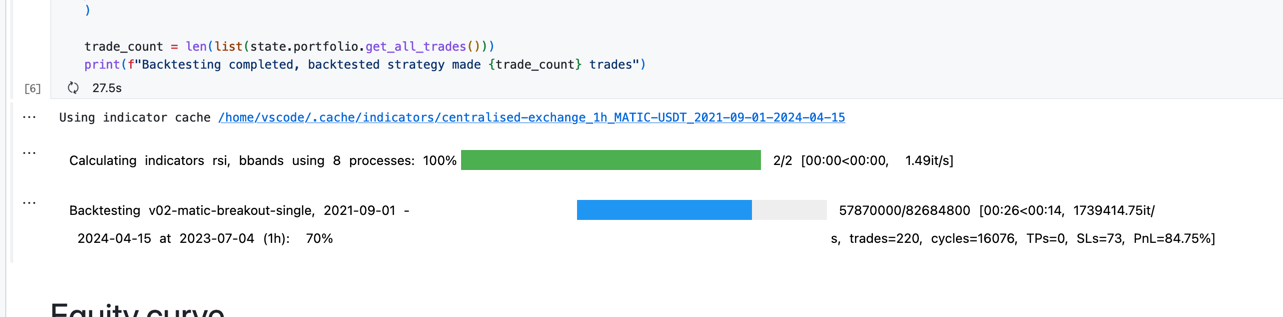 )
trade_count = len(list(state.portfolio.get_all_trades()))
print(f"Backtesting completed, backtested strategy made {trade_count} trades")
[6] 27.5s
... Using indicator cache /home/vscode/.cache/indicators/centralised-exchange_1h_MATIC-USDT_2021-09-01-2024-04-15
... Calculating indicators rsi, bbands using 8 processes: 100% 2/2 [00:00<00:00, 1.49it/s]
... Backtesting v02-matic-breakout-single, 2021-09-01 - 57870000/82684800 [00:26<00:14, 1739414.75it/
2024-04-15 at 2023-07-04 (1h): 70% s, trades=220, cycles=16076, TPs=0, SLs=73, PnL=84.75%]
Equity curve